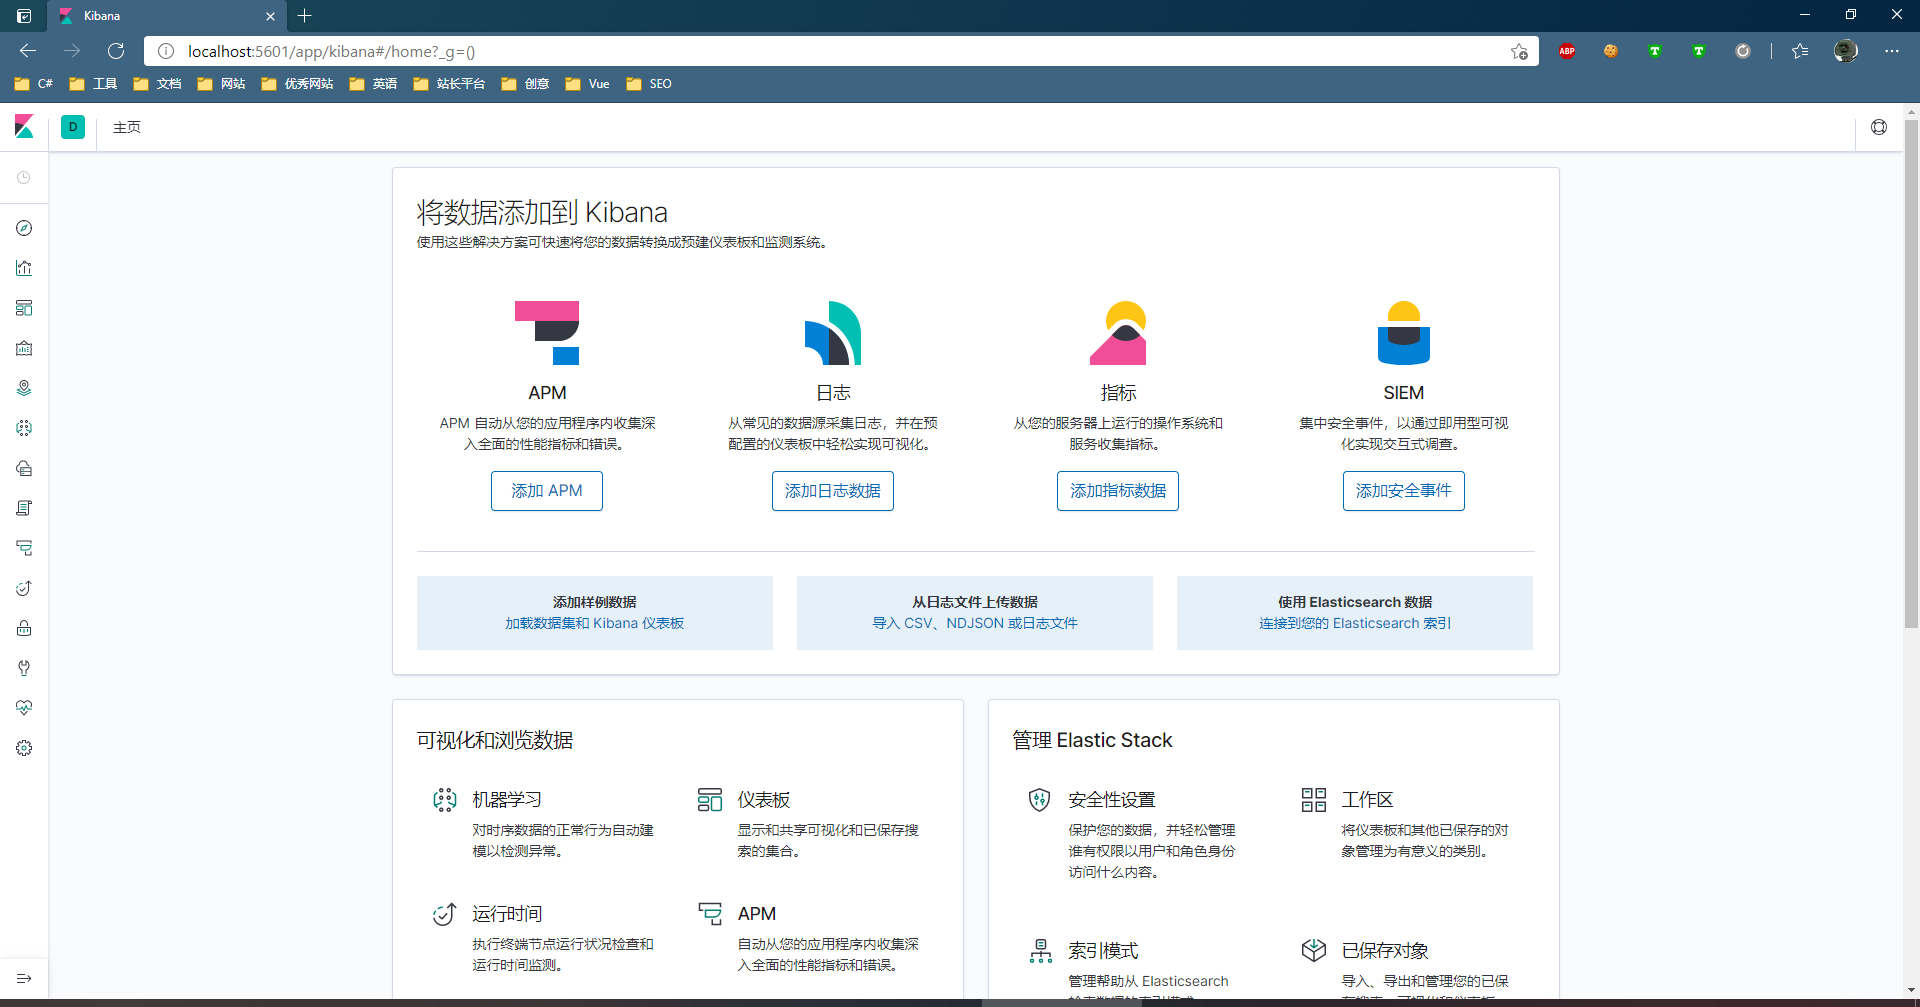 Kibana
localhost:5601/app/kibana#/home?_g=()
ABP
C# 工具 文档 网站 优秀网站 英语 站长平台 创意 Vue SEO
D 主页
将数据添加到 Kibana
使用这些解决方案可快速将您的数据转换成预建仪表板和监测系统。
APM
APM 自动从您的应用程序内收集深
入全面的性能指标和错误。
添加 APM
日志
从常见的数据源采集日志，并在预
配置的仪表板中轻松实现可视化。
添加日志数据
指标
从您的服务器上运行的操作系统和
服务收集指标。
添加指标数据
SIEM
集中安全事件，以通过即用型可视
化实现交互式调查。
添加安全事件
添加样例数据
加载数据集和 Kibana 仪表板
从日志文件上传数据
导入 CSV、NDJSON 或日志文件
使用 Elasticsearch 数据
连接到您的 Elasticsearch 索引
可视化和浏览数据
机器学习
对时序数据的正常行为自动建
模以检测异常。
仪表板
显示和共享可视化和已保存搜
索的集合。
运行时间
执行终端节点运行状况检查和
运行时间监测。
APM
自动从您的应用程序内收集深
入全面的性能指标和错误。
管理 Elastic Stack
安全性设置
保护您的数据，并轻松管理
谁有权限以用户和角色身份
访问什么内容。
工作区
将仪表板和其他已保存的对
象管理为有意义的类别。
索引模式
管理帮助从 Elasticsearch
已保存对象
导入、导出和管理您的已保